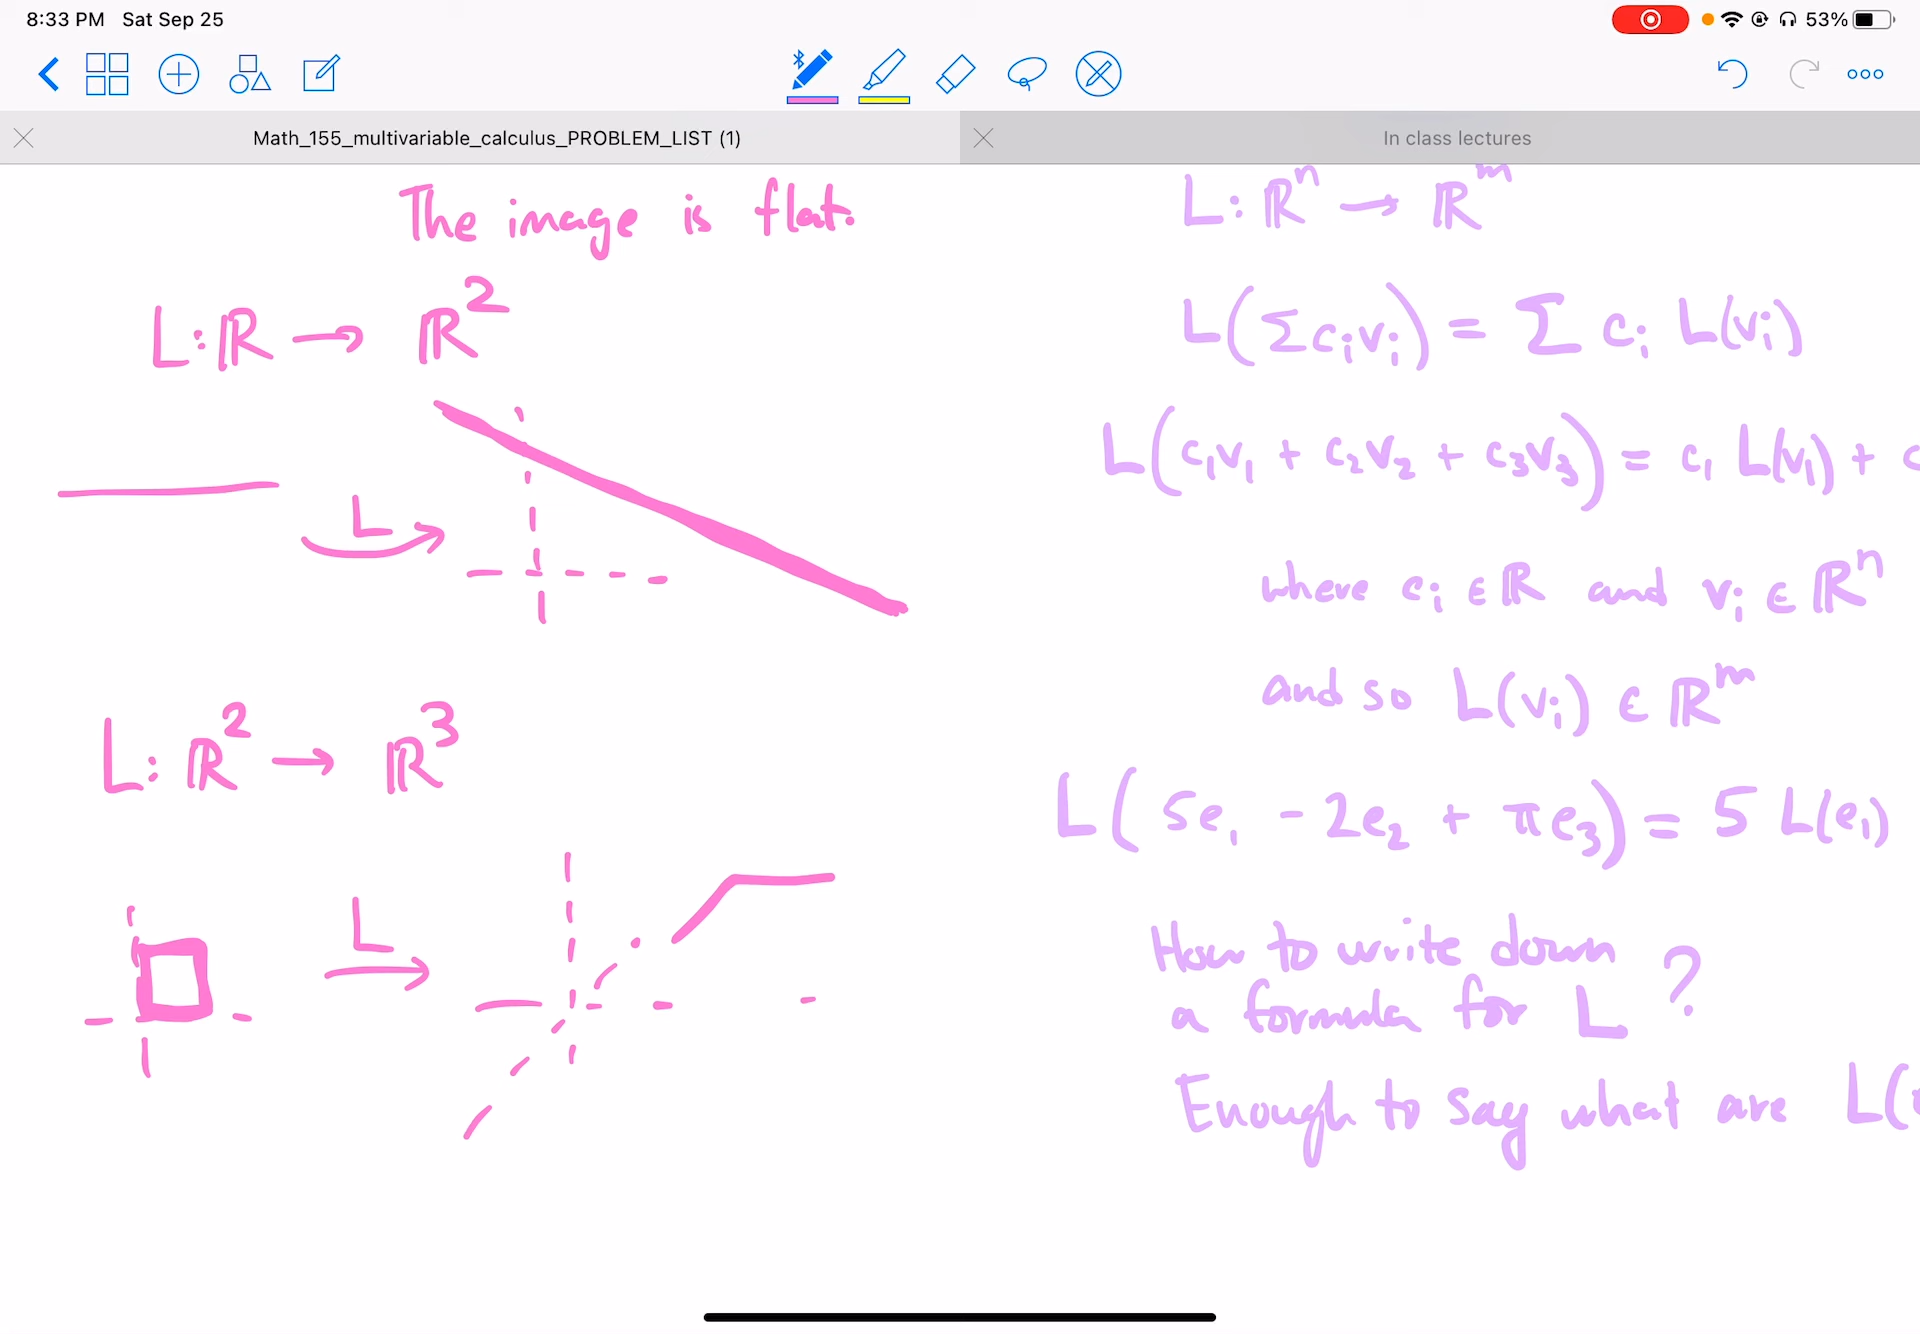 8:33 PM Sat Sep 25
53%
Math_155_multivariable_calculus_PROBLEM_LIST (1)
In class lectures
The image is flat.
L: ℝ → ℝ²
L
L: ℝ² → ℝ³
L
L: ℝⁿ → ℝᵐ
L(Σcᵢvᵢ) = Σ cᵢ L(vᵢ)
L(c₁v₁ + c₂v₂ + c₃v₃) = c₁ L(v₁) + c
where cᵢ ∈ ℝ and vᵢ ∈ ℝⁿ
and so L(vᵢ) ∈ ℝᵐ
L( 5e₁ - 2e₂ + πe₃) = 5 L(e₁)
How to write down
a formula for L ?
Enough to say what are L(